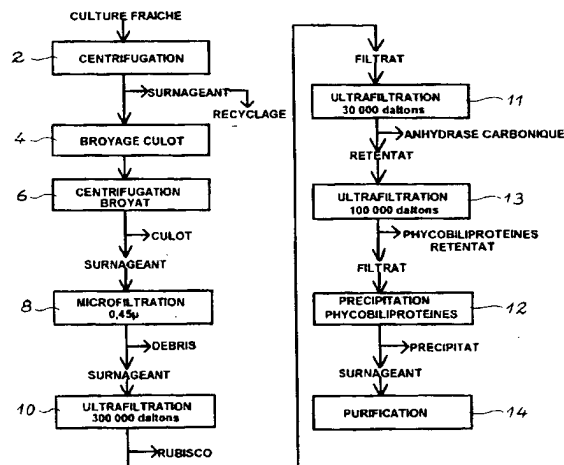 CULTURE FRAICHE
2
CENTRIFUGATION
SURNAGEANT
RECYCLAGE
4
BROYAGE CULOT
6
CENTRIFUGATION
BROYAT
CULOT
SURNAGEANT
8
MICROFILTRATION
0,45µ
DEBRIS
SURNAGEANT
10
ULTRAFILTRATION
300 000 daltons
RUBISCO
FILTRAT
ULTRAFILTRATION
30 000 daltons
11
ANHYDRASE CARBONIQUE
RETENTAT
ULTRAFILTRATION
100 000 daltons
13
PHYCOBILIPROTEINES
RETENTAT
FILTRAT
PRECIPITATION
PHYCOBILIPROTEINES
12
PRECIPITAT
SURNAGEANT
PURIFICATION
14